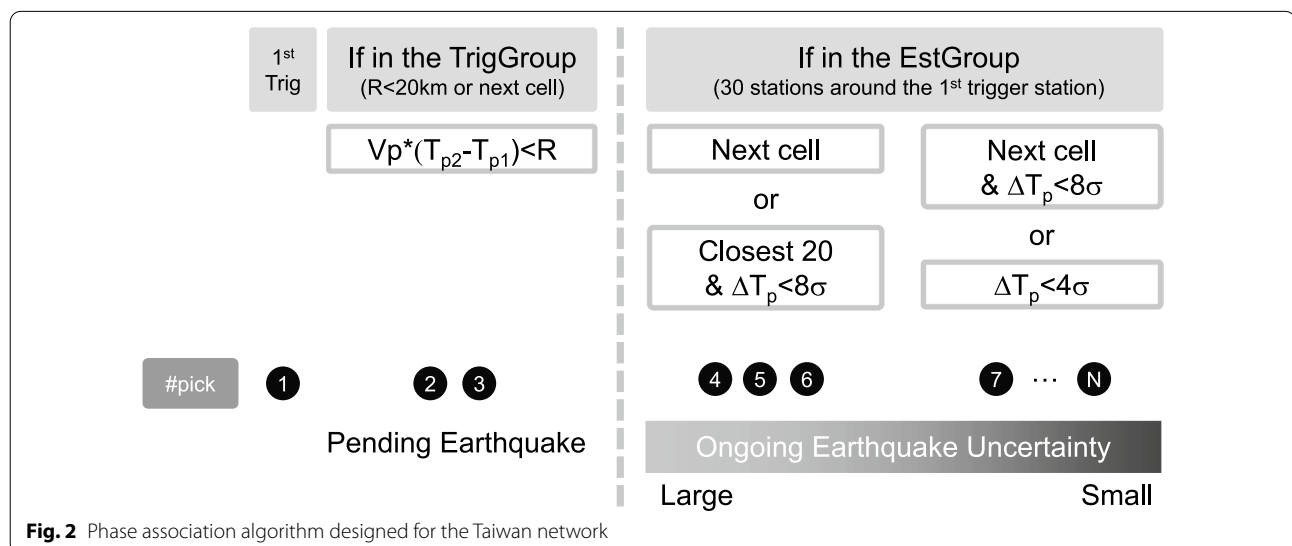 1st
Trig
If in the TrigGroup
(R<20km or next cell)
Vp*(Tp2-Tp1)<R
If in the EstGroup
(30 stations around the 1st trigger station)
Next cell
or
Closest 20
& ΔTp<8σ
Next cell
& ΔTp<8σ
or
ΔTp<4σ
#pick
1
2
3
4
5
6
7
...
N
Pending Earthquake
Ongoing Earthquake Uncertainty
Large
Small
Fig. 2 Phase association algorithm designed for the Taiwan network